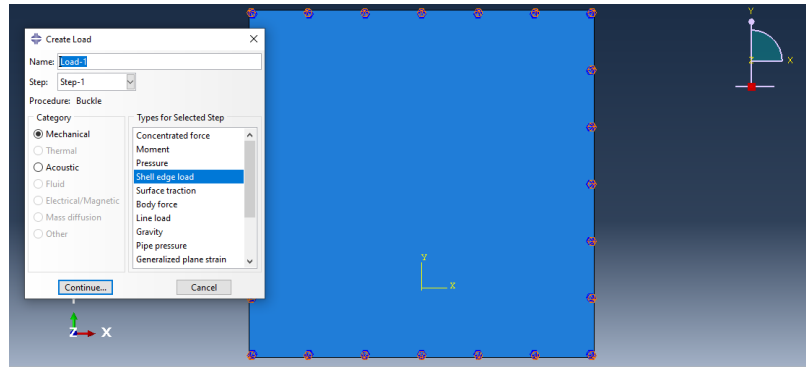 Create Load
Name: Load-1
Step: Step-1
Procedure: Buckle
Category
Mechanical
Thermal
Acoustic
Fluid
Electrical/Magnetic
Mass diffusion
Other
Types for Selected Step
Concentrated force
Moment
Pressure
Shell edge load
Surface traction
Body force
Line load
Gravity
Pipe pressure
Generalized plane strain
Continue...
Cancel
Y
Z X
Y
X
Z X